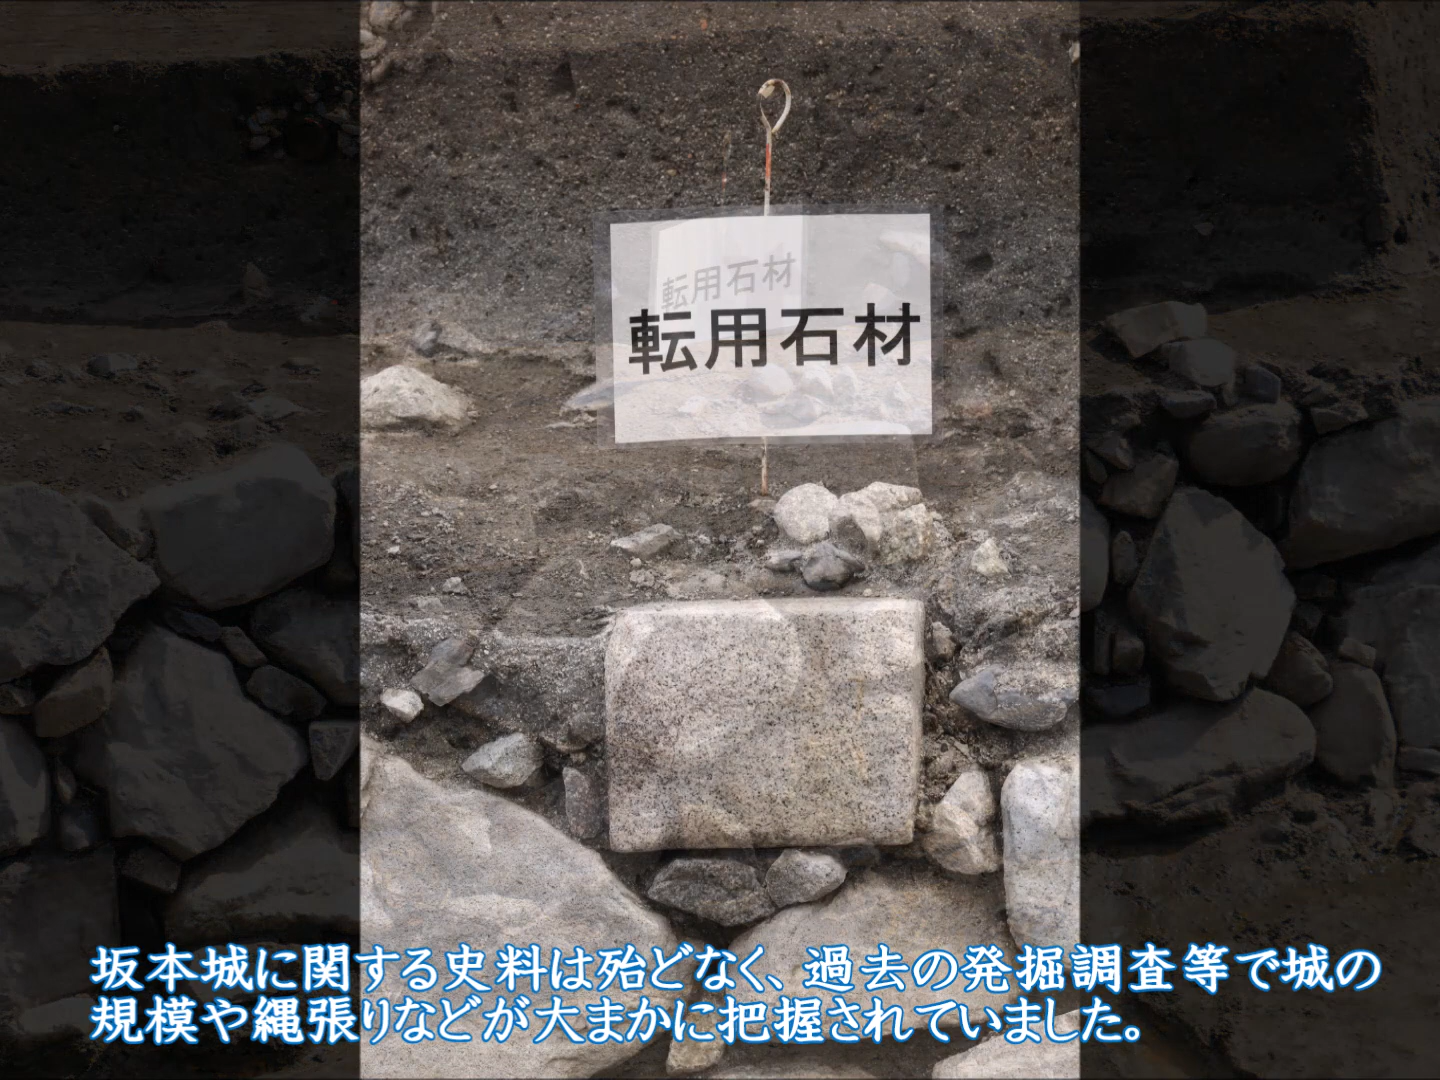 転用石材
転用石材
坂本城に関する史料は殆どなく、過去の発掘調査等で城の
規模や縄張りなどが大まかに把握されていました。